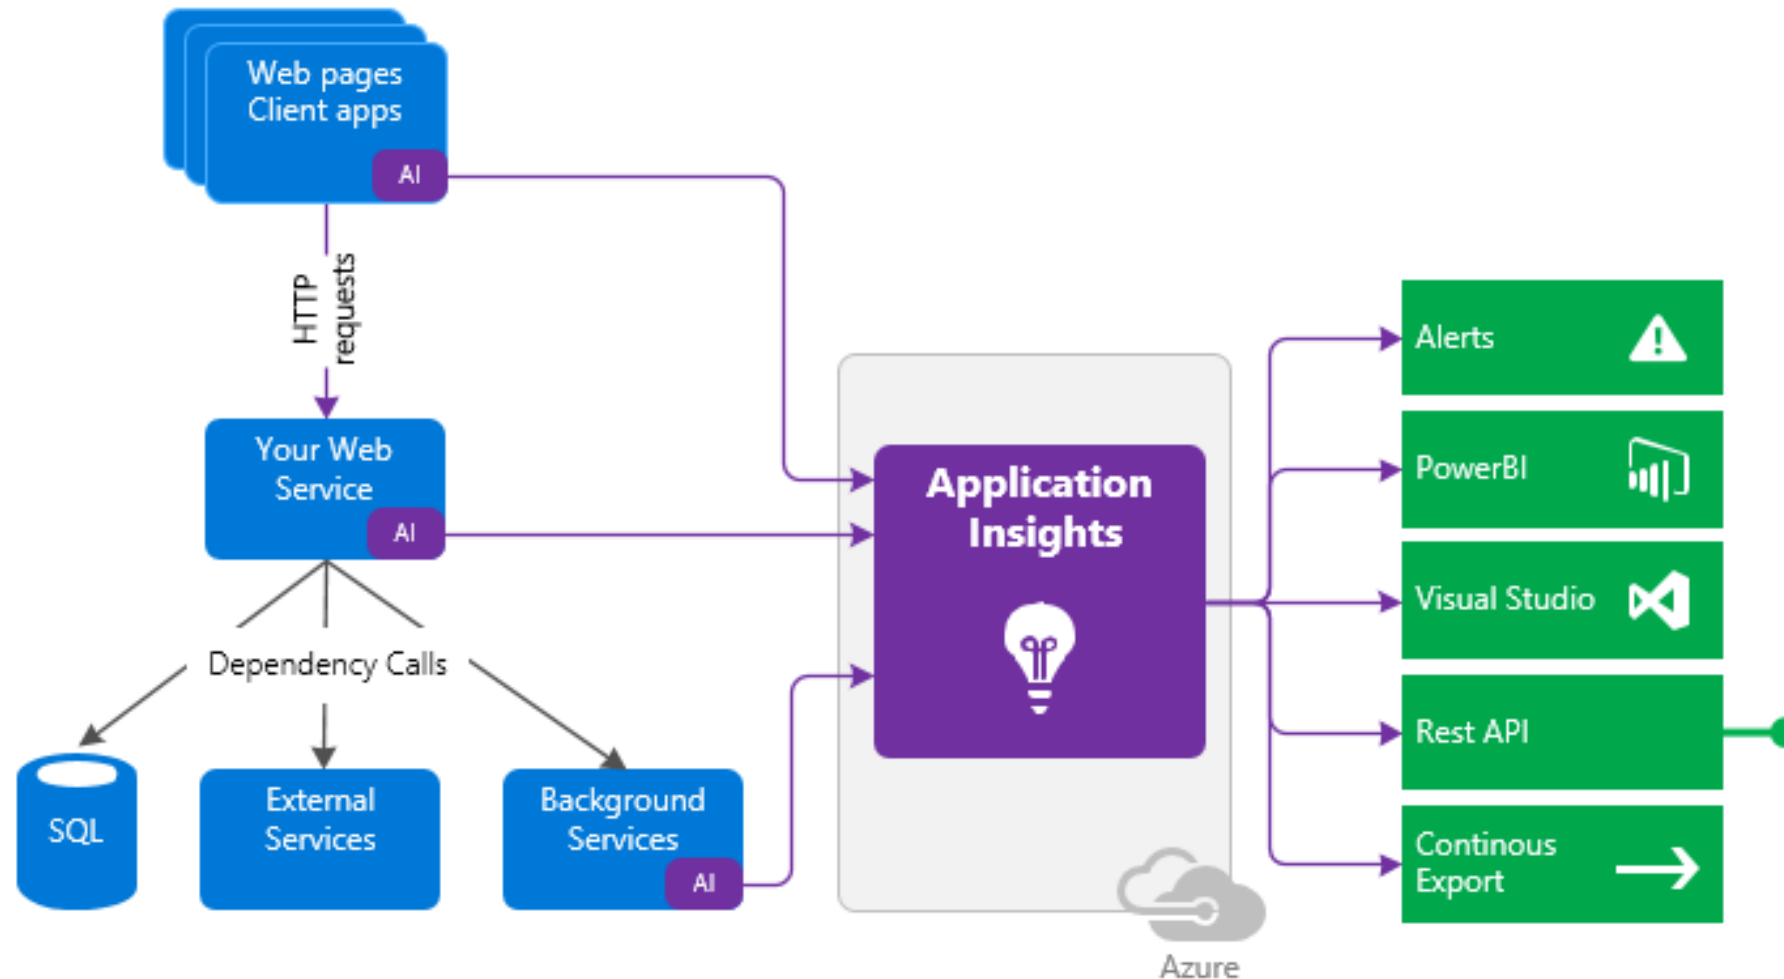 Web pages
Client apps
AI
HTTP
requests
Your Web
Service
AI
Dependency Calls
SQL
External
Services
Background
Services
AI
Application
Insights
Azure
Alerts
PowerBI
Visual Studio
Rest API
Continous
Export